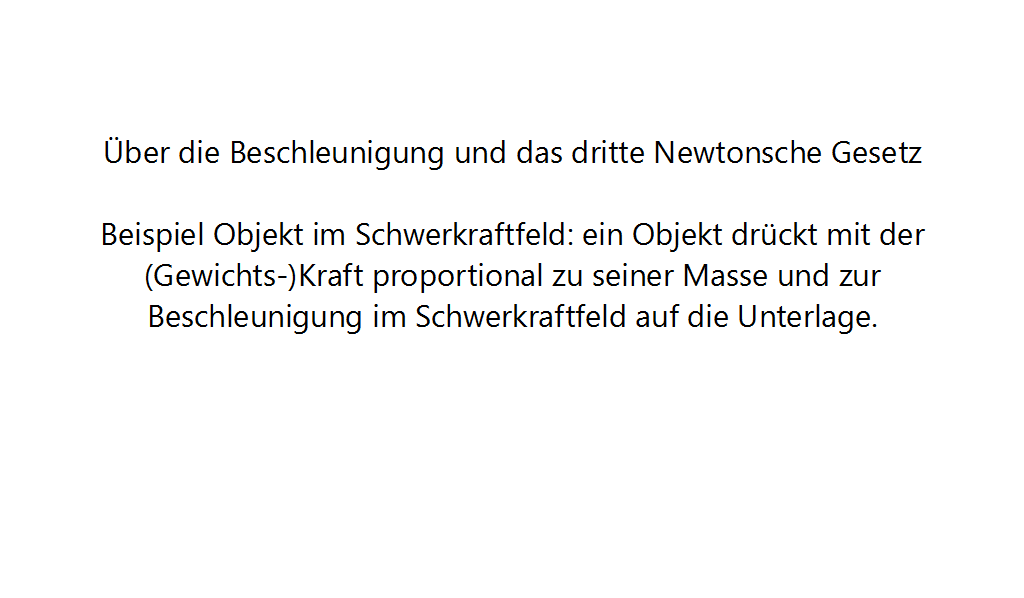 Über die Beschleunigung und das dritte Newtonsche Gesetz
Beispiel Objekt im Schwerkraftfeld: ein Objekt drückt mit der
(Gewichts-)Kraft proportional zu seiner Masse und zur
Beschleunigung im Schwerkraftfeld auf die Unterlage.